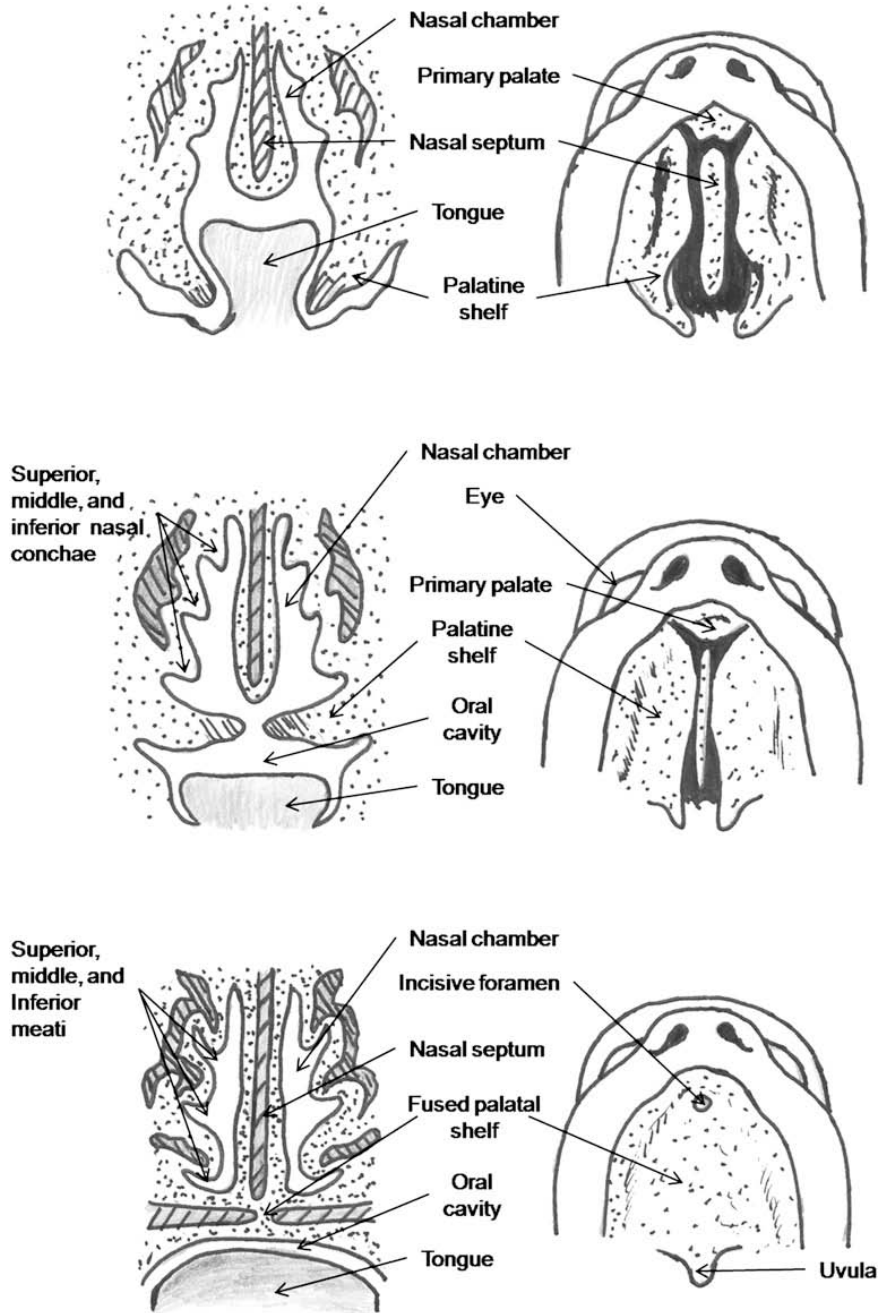 Nasal chamber
Primary palate
Nasal septum
Tongue
Palatine
shelf
Superior,
middle, and
inferior nasal
conchae
Nasal chamber
Eye
Primary palate
Palatine
shelf
Oral
cavity
Tongue
Superior,
middle, and
Inferior
meati
Nasal chamber
Incisive foramen
Nasal septum
Fused palatal
shelf
Oral
cavity
Tongue
Uvula